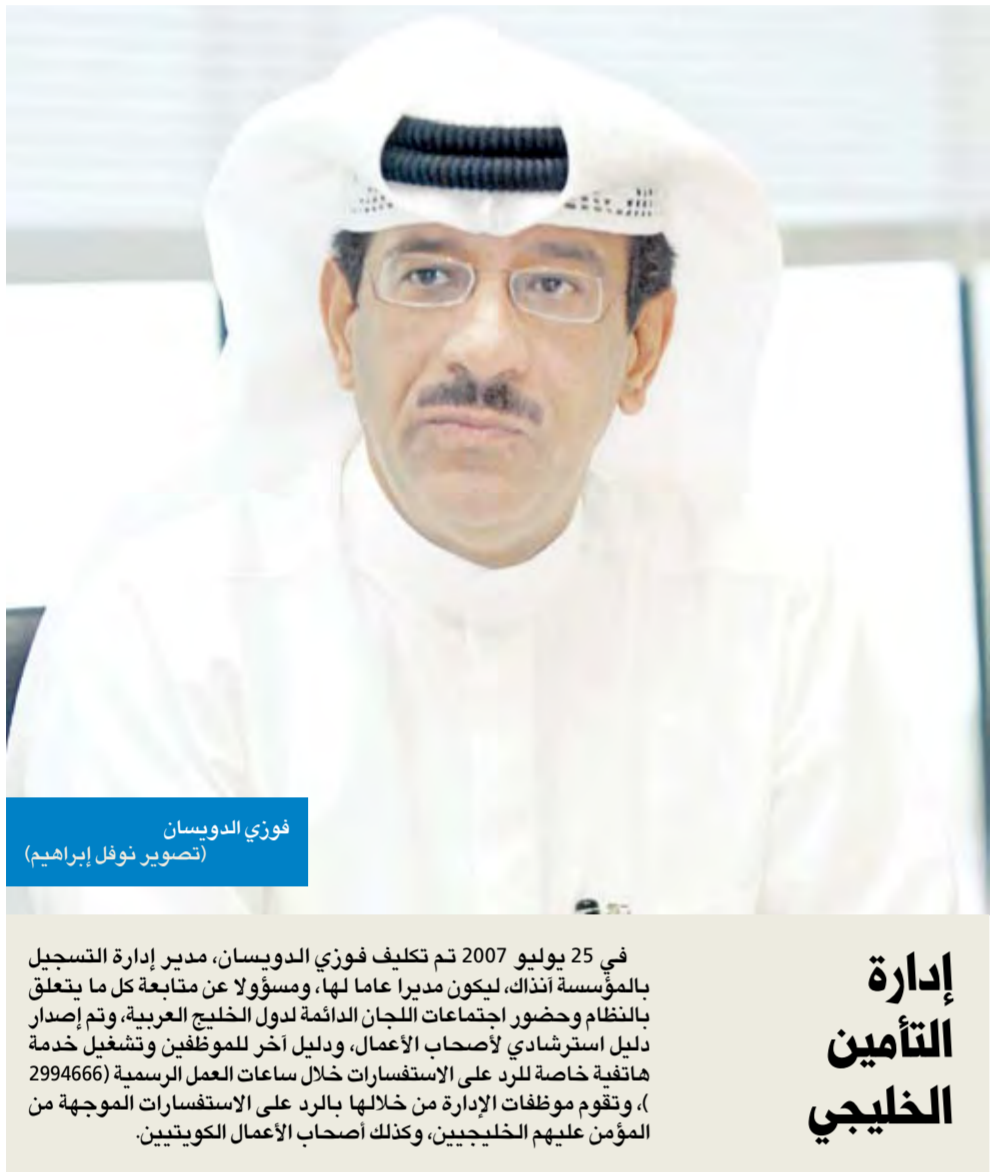 فوزي الدويسان
(تصوير نوفل إبراهيم)
إدارة
التأمين
الخليجي
في 25 يوليو 2007 تم تكليف فوزي الدويسان، مدير إدارة التسجيل
بالمؤسسة آنذاك، ليكون مديرا عاما لها، ومسؤولا عن متابعة كل ما يتعلق
بالنظام وحضور اجتماعات اللجان الدائمة لدول الخليج العربية، وتم إصدار
دليل استرشادي لأصحاب الأعمال، ودليل آخر للموظفين وتشغيل خدمة
هاتفية خاصة للرد على الاستفسارات خلال ساعات العمل الرسمية (2994666
)، وتقوم موظفات الإدارة من خلالها بالرد على الاستفسارات الموجهة من
المؤمن عليهم الخليجيين، وكذلك أصحاب الأعمال الكويتيين.